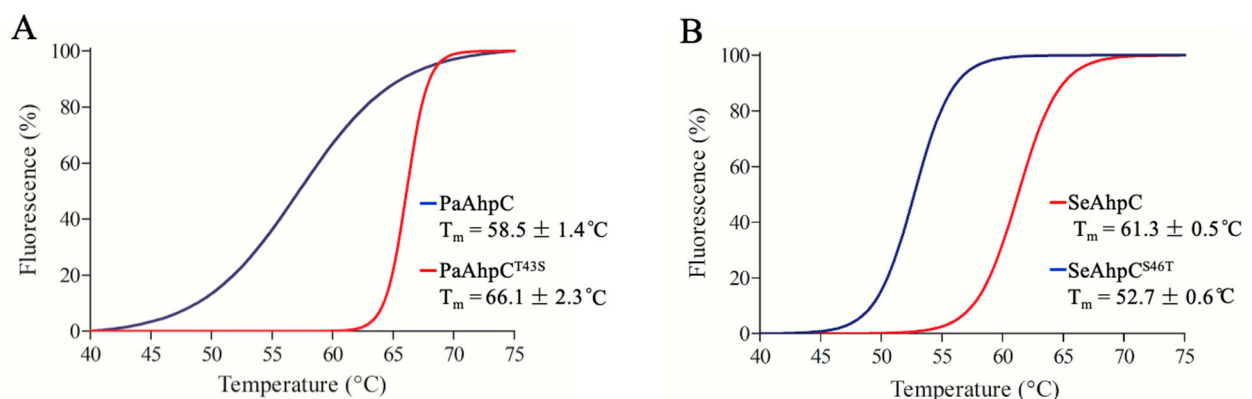 A
Fluorescence (%)
100
80
60
40
20
0
40 45 50 55 60 65 70 75
Temperature (°C)
PaAhpC
Tm = 58.5 ± 1.4°C
PaAhpCT43S
Tm = 66.1 ± 2.3°C
B
Fluorescence (%)
100
80
60
40
20
0
40 45 50 55 60 65 70 75
Temperature (°C)
SeAhpC
Tm = 61.3 ± 0.5°C
SeAhpCS46T
Tm = 52.7 ± 0.6°C